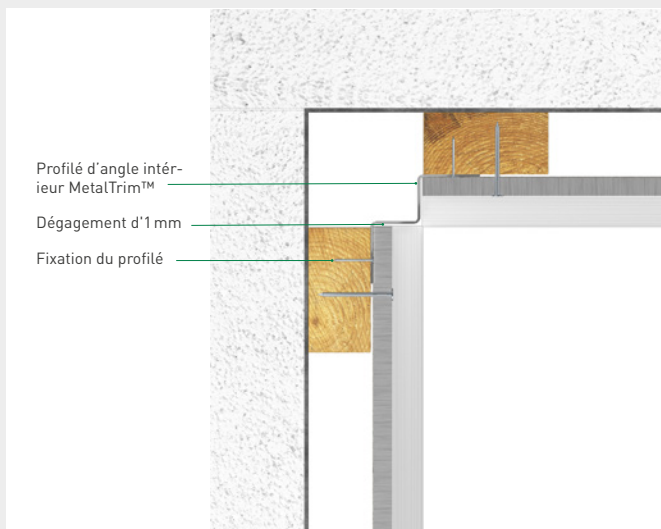 Profilé d'angle intér-
ieur MetalTrim™
Dégagement d'1 mm
Fixation du profilé